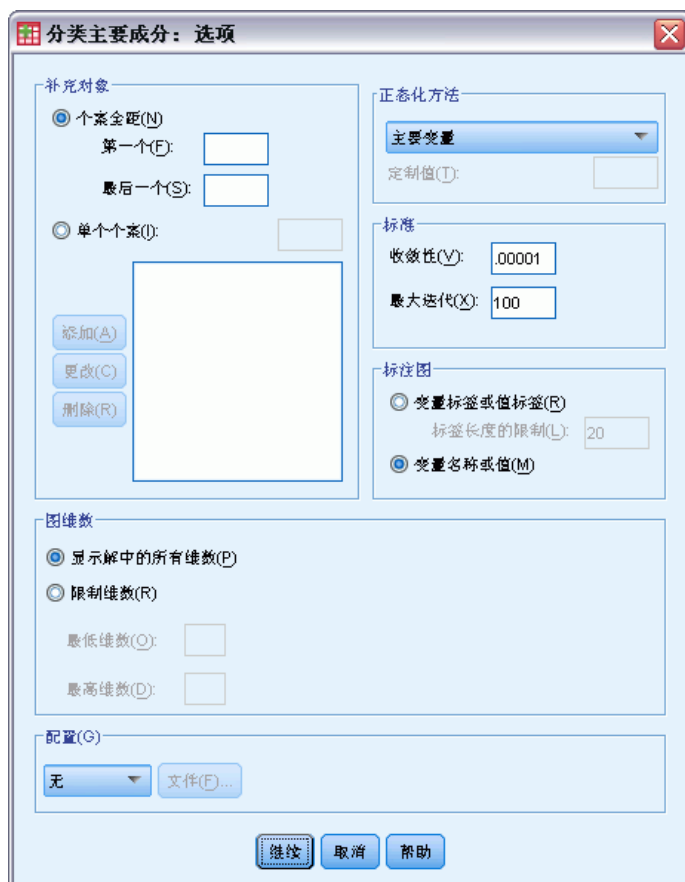 分类主要成分：选项
补充对象
个案全距(N)
第一个(F):
最后一个(S):
单个个案(I):
添加(A)
更改(C)
删除(R)
正态化方法
主要变量
定制值(T):
标准
收敛性(V): .00001
最大迭代(X): 100
标注图
变量标签或值标签(R)
标签长度的限制(L): 20
变量名称或值(M)
图维数
显示解中的所有维数(P)
限制维数(R)
最低维数(O):
最高维数(D):
配置(G)
无 文件(F)...
继续 取消 帮助